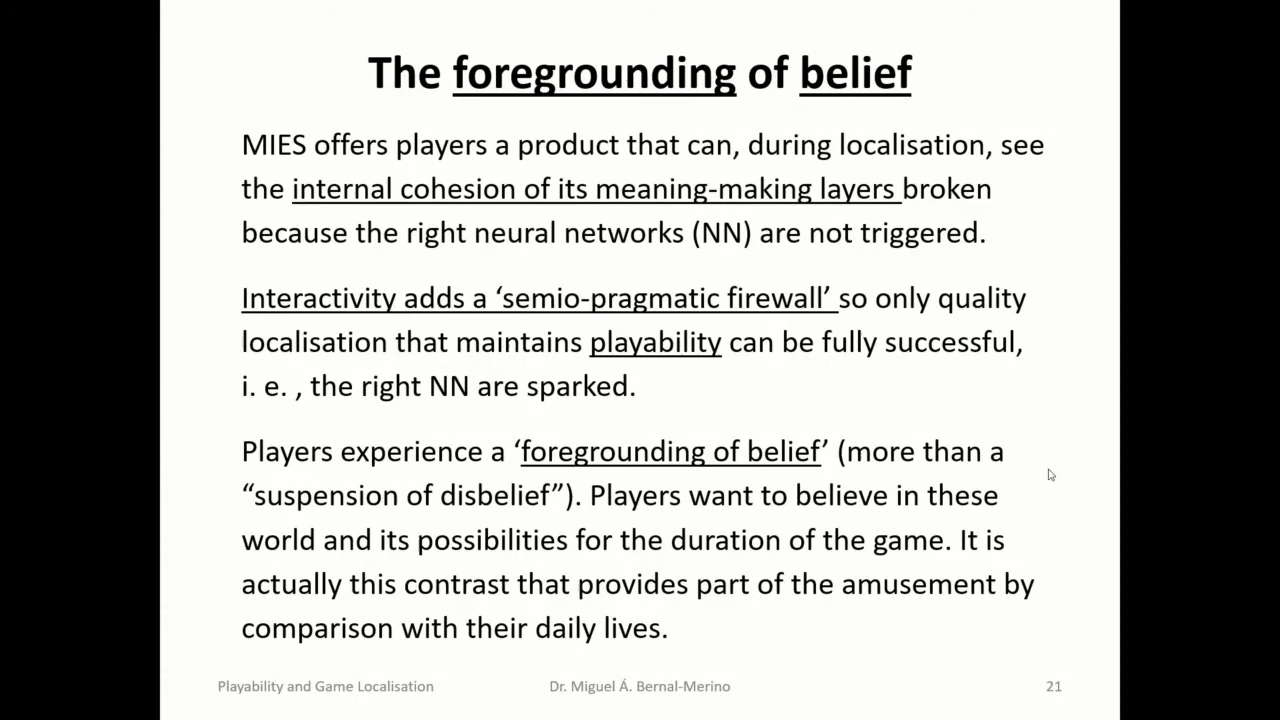 The foregrounding of belief
MIES offers players a product that can, during localisation, see
the internal cohesion of its meaning-making layers broken
because the right neural networks (NN) are not triggered.
Interactivity adds a ‘semio-pragmatic firewall’ so only quality
localisation that maintains playability can be fully successful,
i. e. , the right NN are sparked.
Players experience a ‘foregrounding of belief’ (more than a
“suspension of disbelief”). Players want to believe in these
world and its possibilities for the duration of the game. It is
actually this contrast that provides part of the amusement by
comparison with their daily lives.
Playability and Game Localisation
Dr. Miguel Á. Bernal-Merino
21